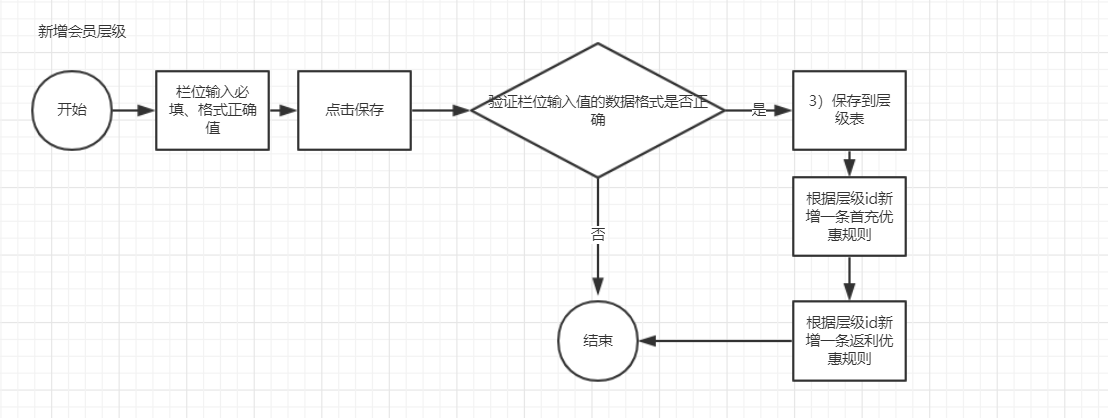 新增会员层级
开始
栏位输入必
填、格式正确
值
点击保存
验证栏位输入值的数据格式是否正
确
是
3）保存到层
级表
根据层级id新
增一条首充优
惠规则
否
结束
根据层级id新
增一条返利优
惠规则